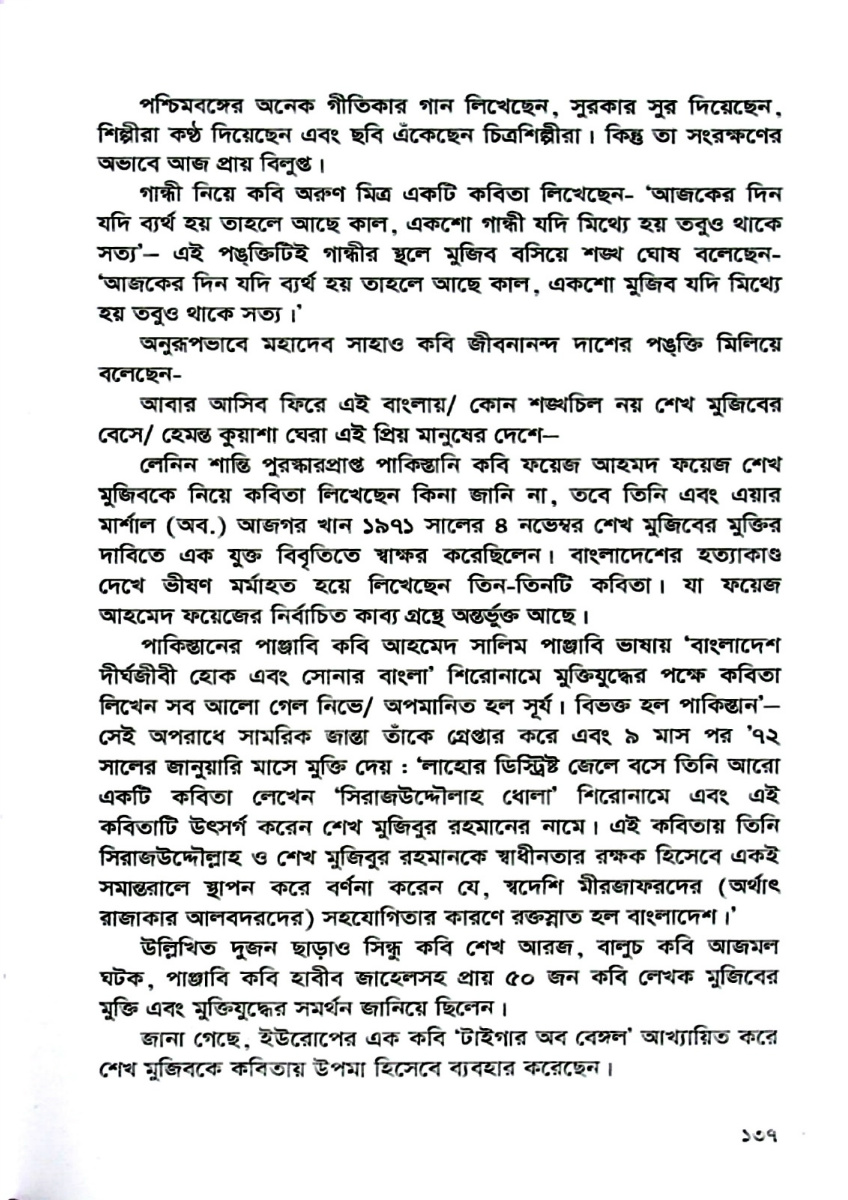 পশ্চিমবঙ্গের অনেক গীতিকার গান লিখেছেন, সুরকার সুর দিয়েছেন,
শিল্পীরা কণ্ঠ দিয়েছেন এবং ছবি এঁকেছেন চিত্রশিল্পীরা। কিন্তু তা সংরক্ষণের
অভাবে আজ প্রায় বিলুপ্ত।
গান্ধী নিয়ে কবি অরুণ মিত্র একটি কবিতা লিখেছেন- ‘আজকের দিন
যদি ব্যর্থ হয় তাহলে আছে কাল, একশো গান্ধী যদি মিথ্যে হয় তবুও থাকে
সত্য’– এই পঙ্‌ক্তিটিই গান্ধীর স্থলে মুজিব বসিয়ে শঙ্খ ঘোষ বলেছেন-
‘আজকের দিন যদি ব্যর্থ হয় তাহলে আছে কাল, একশো মুজিব যদি মিথ্যে
হয় তবুও থাকে সত্য।’
অনুরূপভাবে মহাদেব সাহাও কবি জীবনানন্দ দাশের পঙ্‌ক্তি মিলিয়ে
বলেছেন-
আবার আসিব ফিরে এই বাংলায়/ কোন শঙ্খচিল নয় শেখ মুজিবের
বেসে/ হেমন্ত কুয়াশা ঘেরা এই প্রিয় মানুষের দেশে–
লেনিন শান্তি পুরস্কারপ্রাপ্ত পাকিস্তানি কবি ফয়েজ আহমদ ফয়েজ শেখ
মুজিবকে নিয়ে কবিতা লিখেছেন কিনা জানি না, তবে তিনি এবং এয়ার
মার্শাল (অব.) আজগর খান ১৯৭১ সালের ৪ নভেম্বর শেখ মুজিবের মুক্তির
দাবিতে এক যুক্ত বিবৃতিতে স্বাক্ষর করেছিলেন। বাংলাদেশের হত্যাকাণ্ড
দেখে ভীষণ মর্মাহত হয়ে লিখেছেন তিন-তিনটি কবিতা। যা ফয়েজ
আহমেদ ফয়েজের নির্বাচিত কাব্য গ্রন্থে অন্তর্ভুক্ত আছে।
পাকিস্তানের পাঞ্জাবি কবি আহমেদ সালিম পাঞ্জাবি ভাষায় ‘বাংলাদেশ
দীর্ঘজীবী হোক এবং সোনার বাংলা’ শিরোনামে মুক্তিযুদ্ধের পক্ষে কবিতা
লিখেন সব আলো গেল নিভে/ অপমানিত হল সূর্য। বিভক্ত হল পাকিস্তান’–
সেই অপরাধে সামরিক জান্তা তাঁকে গ্রেপ্তার করে এবং ৯ মাস পর ’৭২
সালের জানুয়ারি মাসে মুক্তি দেয় : ‘লাহোর ডিস্ট্রিষ্ট জেলে বসে তিনি আরো
একটি কবিতা লেখেন ‘সিরাজউদ্দৌলাহ ধোলা’ শিরোনামে এবং এই
কবিতাটি উৎসর্গ করেন শেখ মুজিবুর রহমানের নামে। এই কবিতায় তিনি
সিরাজউদ্দৌল্লাহ ও শেখ মুজিবুর রহমানকে স্বাধীনতার রক্ষক হিসেবে একই
সমান্তরালে স্থাপন করে বর্ণনা করেন যে, স্বদেশি মীরজাফরদের (অর্থাৎ
রাজাকার আলবদরদের) সহযোগিতার কারণে রক্তস্নাত হল বাংলাদেশ।’
উল্লিখিত দুজন ছাড়াও সিন্ধু কবি শেখ আরজ, বালুচ কবি আজমল
ঘটক, পাঞ্জাবি কবি হাবীব জাহেলসহ প্রায় ৫০ জন কবি লেখক মুজিবের
মুক্তি এবং মুক্তিযুদ্ধের সমর্থন জানিয়ে ছিলেন।
জানা গেছে, ইউরোপের এক কবি ‘টাইগার অব বেঙ্গল’ আখ্যায়িত করে
শেখ মুজিবকে কবিতায় উপমা হিসেবে ব্যবহার করেছেন।
১৩৭